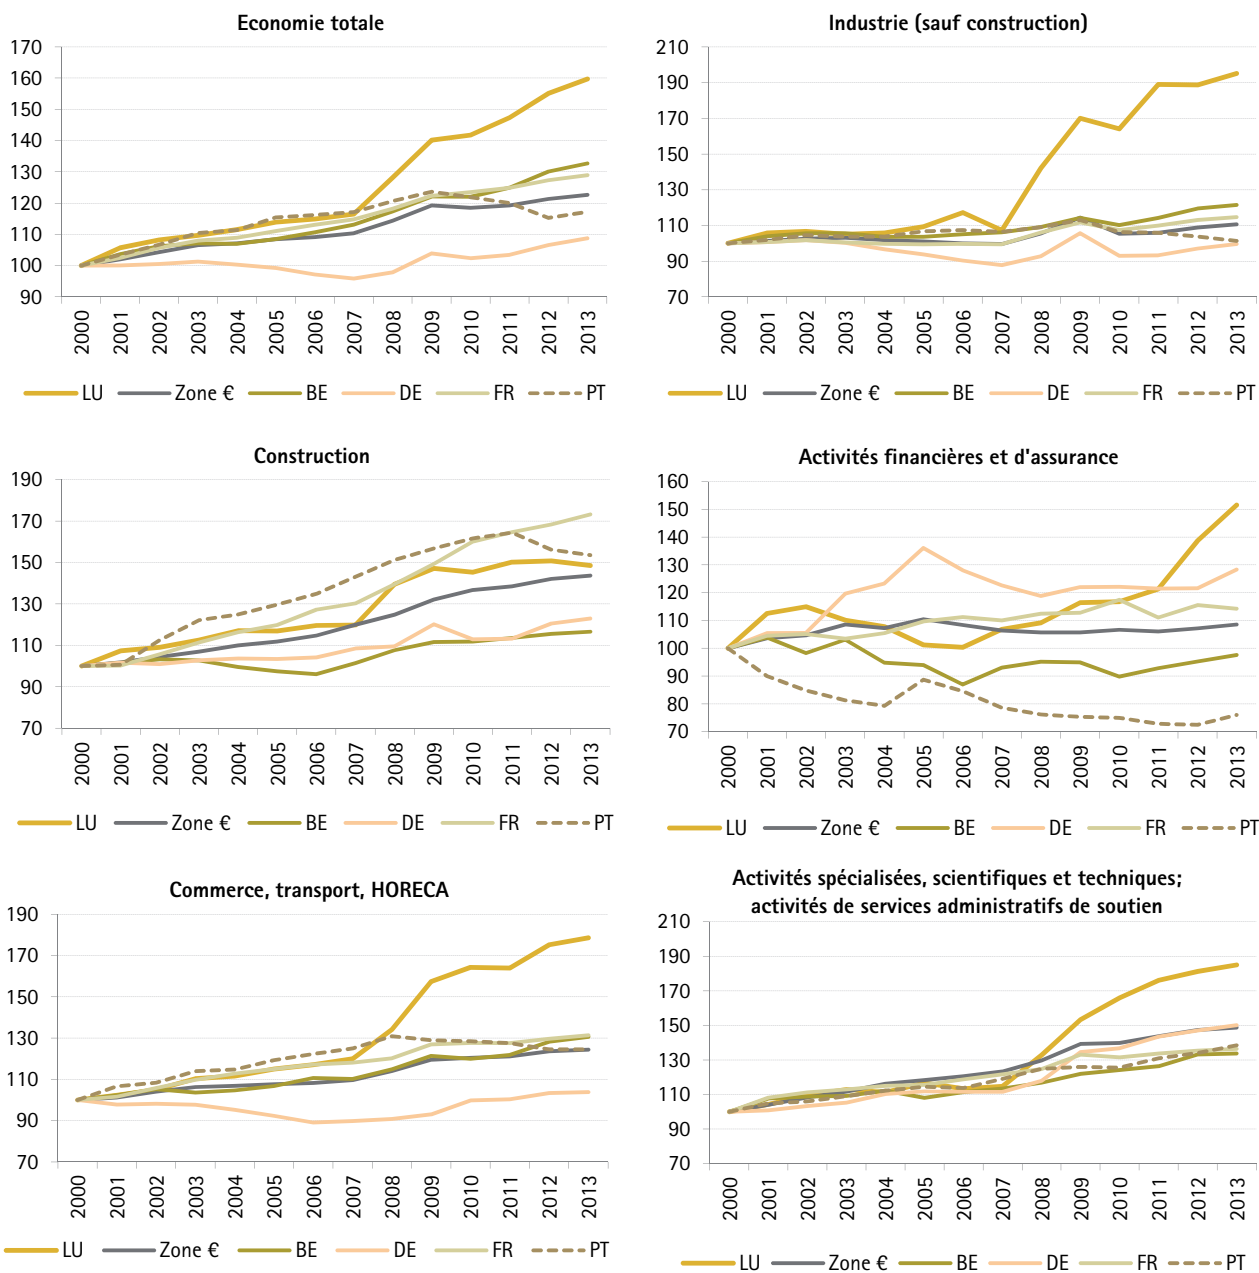 Economie totale
170
160
150
140
130
120
110
100
90
2000 2001 2002 2003 2004 2005 2006 2007 2008 2009 2010 2011 2012 2013
LU Zone € BE DE FR PT
Industrie (sauf construction)
210
190
170
150
130
110
90
70
2000 2001 2002 2003 2004 2005 2006 2007 2008 2009 2010 2011 2012 2013
LU Zone € BE DE FR PT
Construction
190
170
150
130
110
90
70
2000 2001 2002 2003 2004 2005 2006 2007 2008 2009 2010 2011 2012 2013
LU Zone € BE DE FR PT
Activités financières et d'assurance
160
150
140
130
120
110
100
90
80
70
2000 2001 2002 2003 2004 2005 2006 2007 2008 2009 2010 2011 2012 2013
LU Zone € BE DE FR PT
Commerce, transport, HORECA
190
170
150
130
110
90
70
2000 2001 2002 2003 2004 2005 2006 2007 2008 2009 2010 2011 2012 2013
LU Zone € BE DE FR PT
Activités spécialisées, scientifiques et techniques;
activités de services administratifs de soutien
210
190
170
150
130
110
90
70
2000 2001 2002 2003 2004 2005 2006 2007 2008 2009 2010 2011 2012 2013
LU Zone € BE DE FR PT